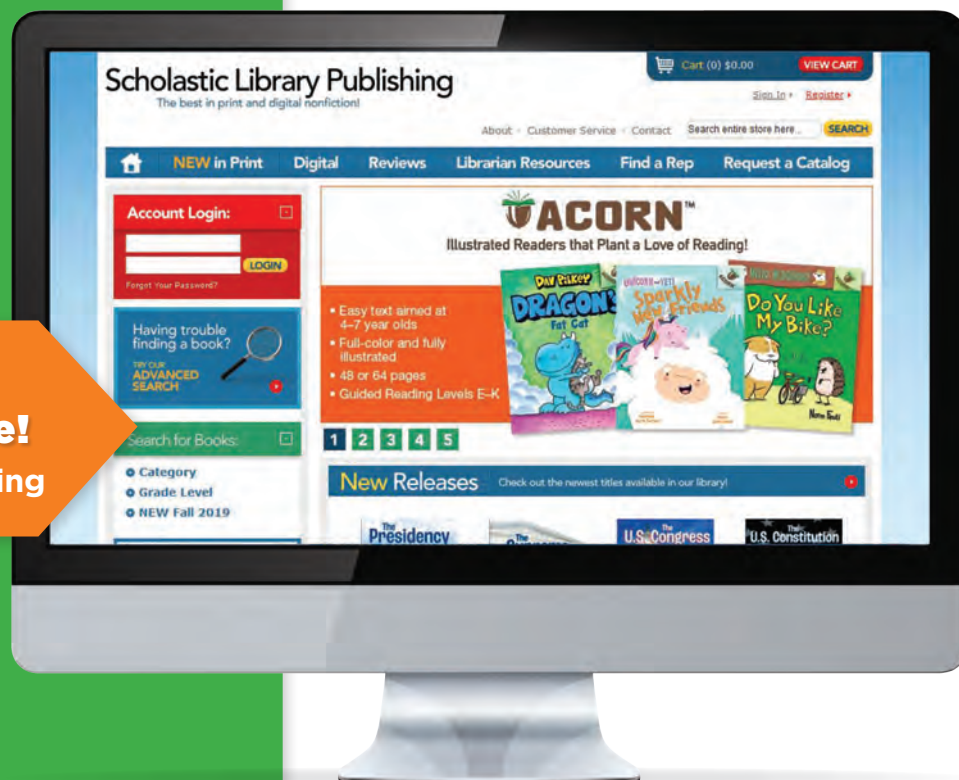 Scholastic Library Publishing
The best in print and digital nonfiction!
Cart (0) $0.00
VIEW CART
Sign In
Register
About
Customer Service
Contact
Search entire store here...
SEARCH
NEW in Print
Digital
Reviews
Librarian Resources
Find a Rep
Request a Catalog
Account Login:
LOGIN
Forgot Your Password?
Having trouble
finding a book?
TRY OUR
ADVANCED
SEARCH
Search for Books:
Category
Grade Level
NEW Fall 2019
ACORN™
Illustrated Readers that Plant a Love of Reading!
• Easy text aimed at
4–7 year olds
• Full-color and fully
illustrated
• 48 or 64 pages
• Guided Reading Levels E–K
DAV PILKEY
DRAGON'S
Fat Cat
UNICORN and YETI
Sparkly
New Friends
Do You Like
My Bike?
1 2 3 4 5
New Releases
Check out the newest titles available in our library!
The
Presidency
The
The
U.S. Congress
The
U.S. Constitution
e!
ing